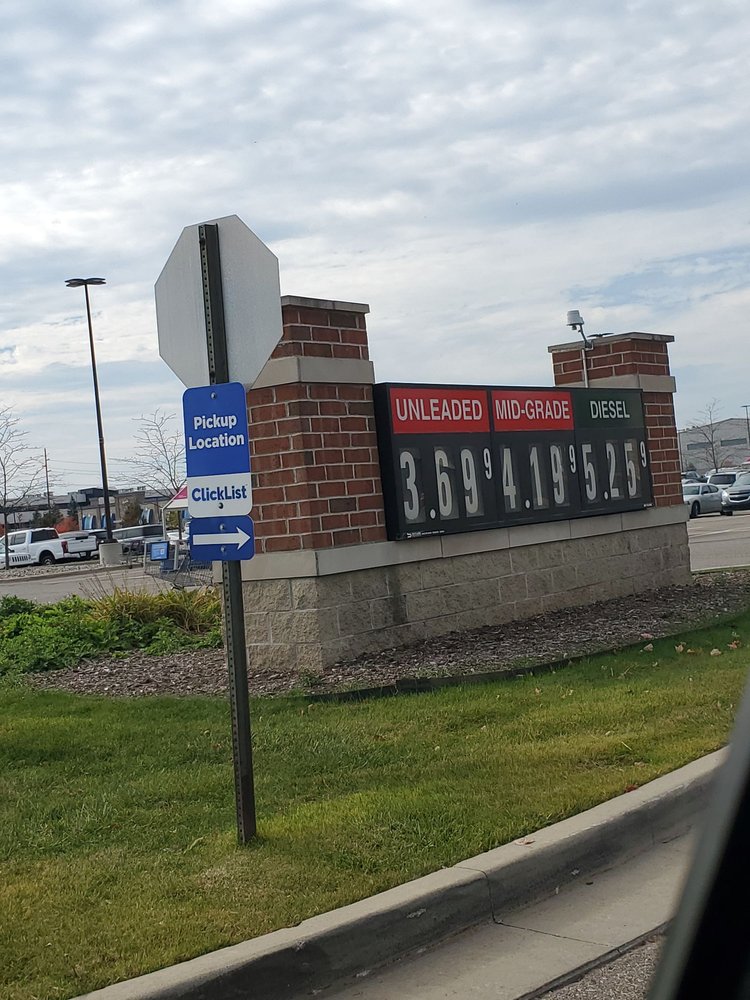 Pickup
Location
ClickList
UNLEADED MID-GRADE DIESEL
3.69 9 4.19 9 5.25 9